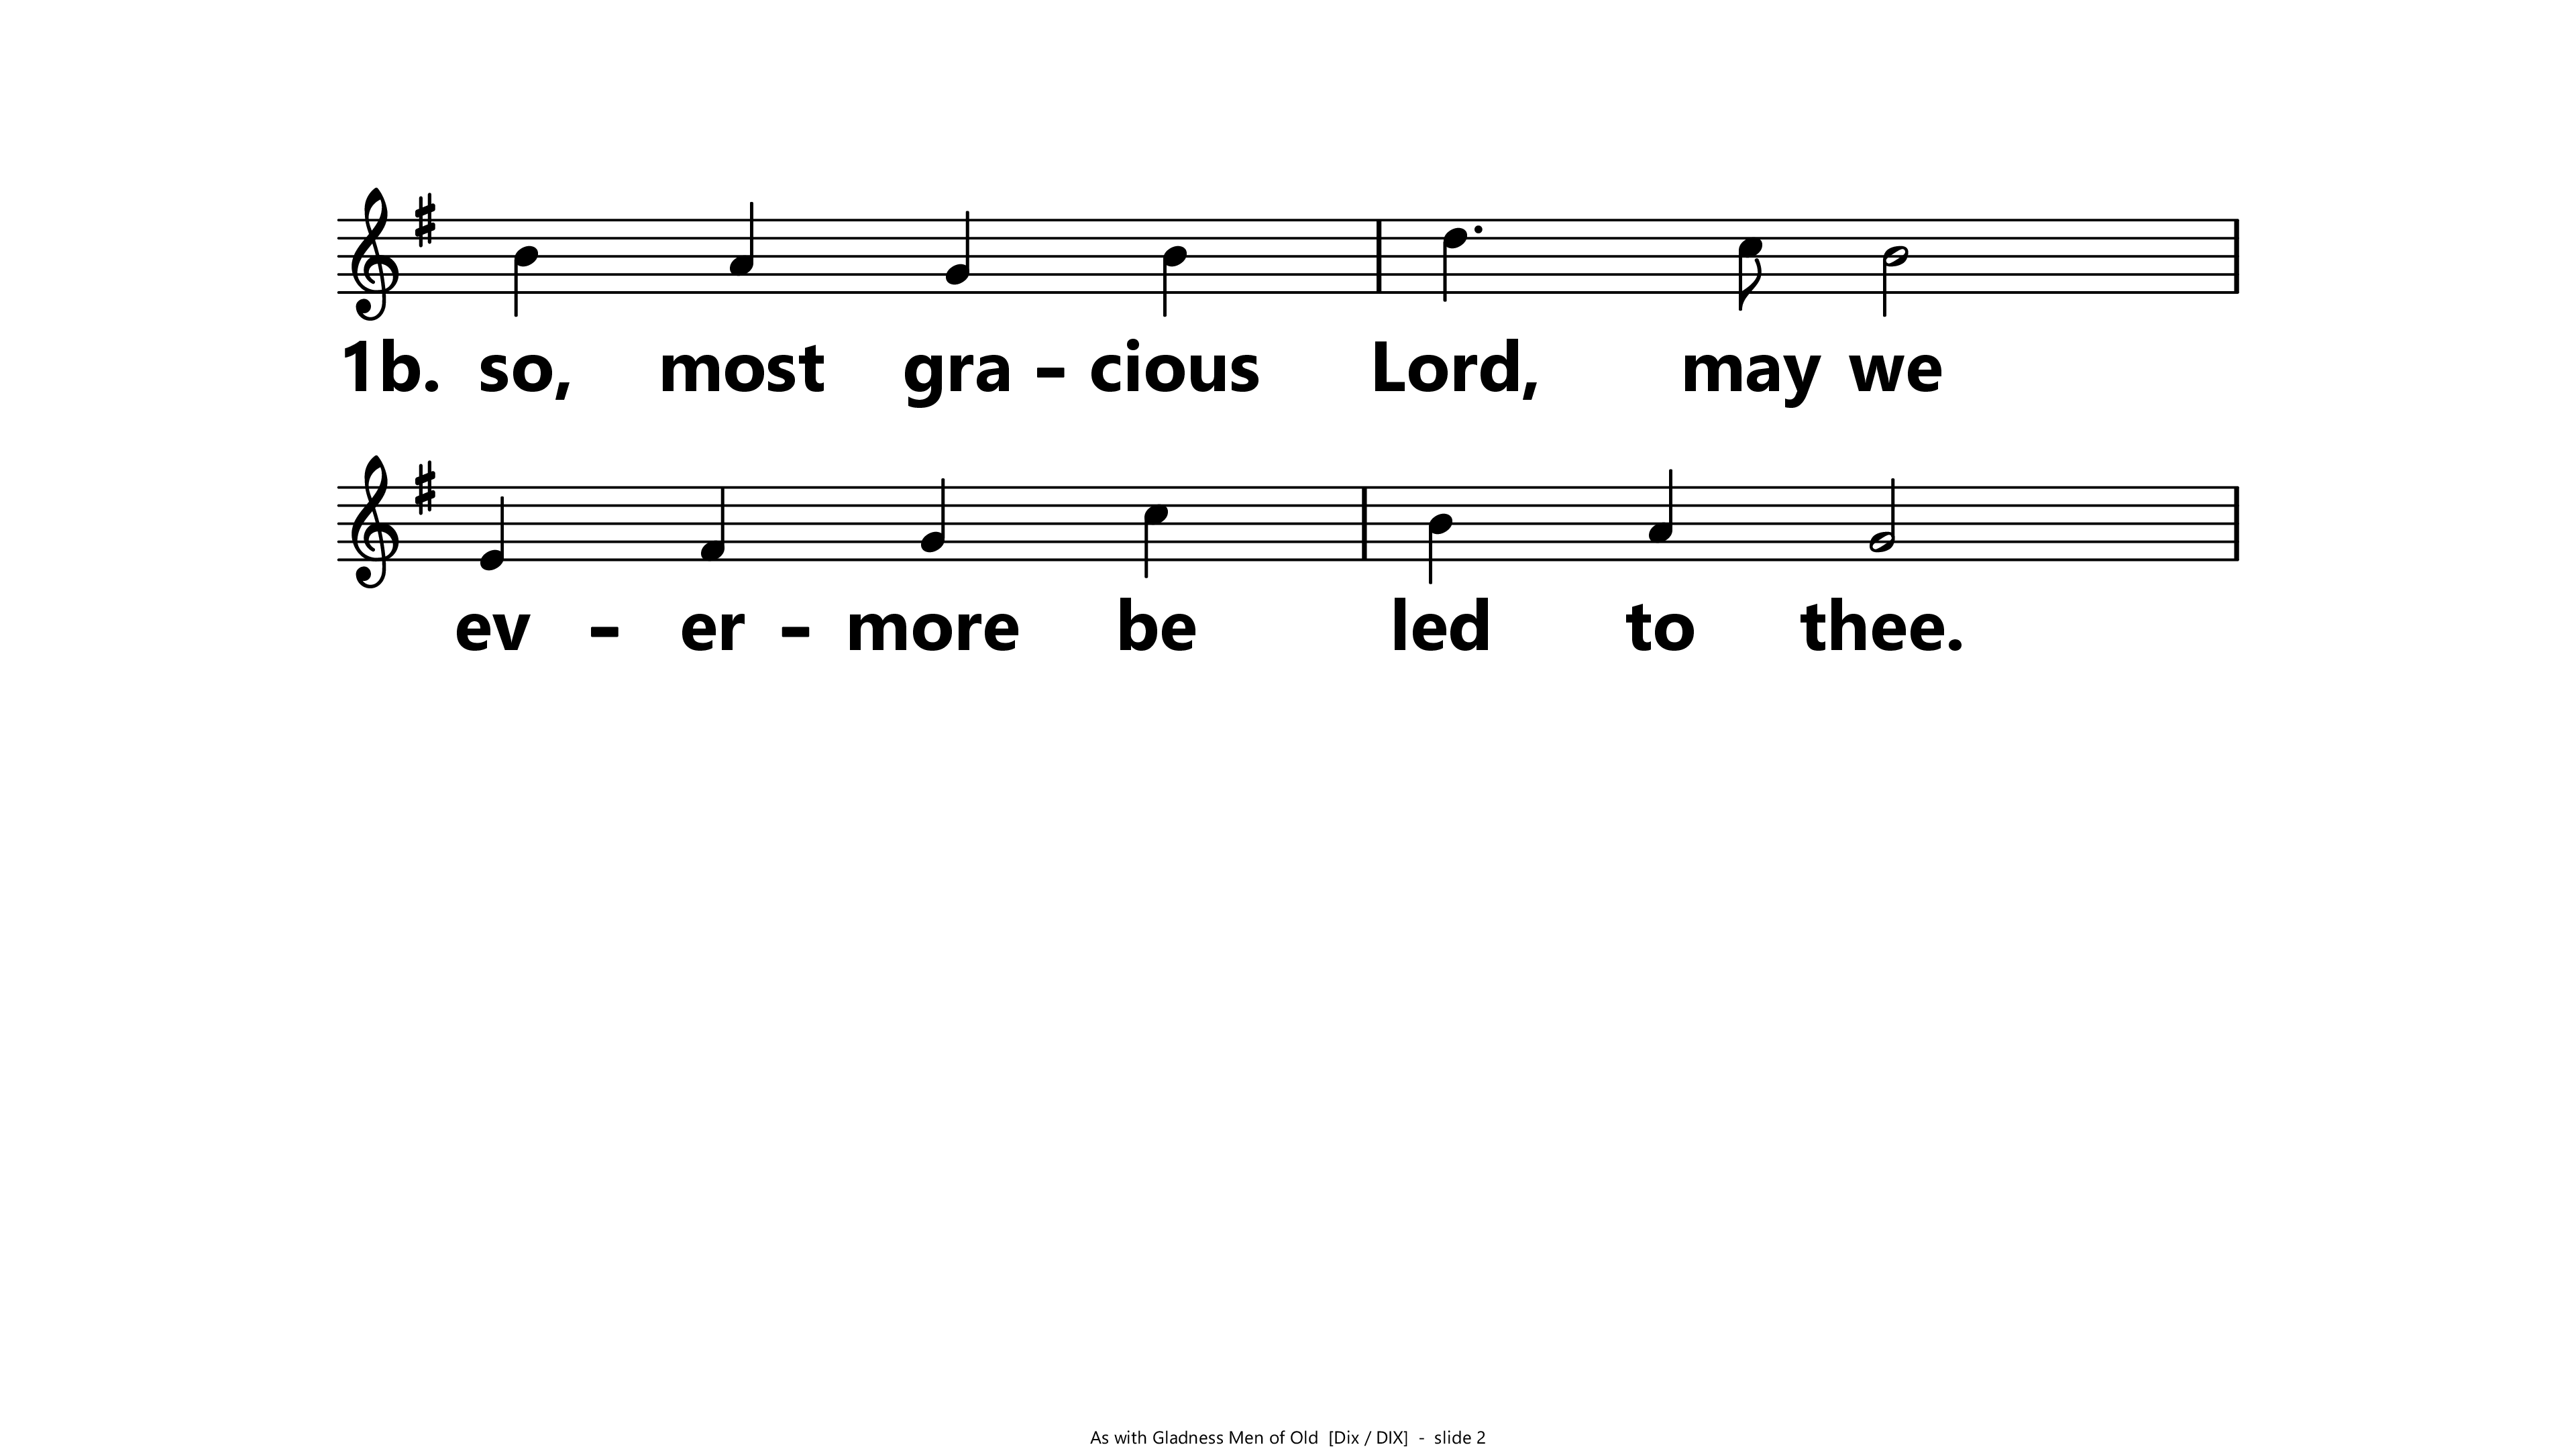 1b. so, most gra - cious Lord, may we
ev - er - more be led to thee.
As with Gladness Men of Old [Dix / DIX] - slide 2